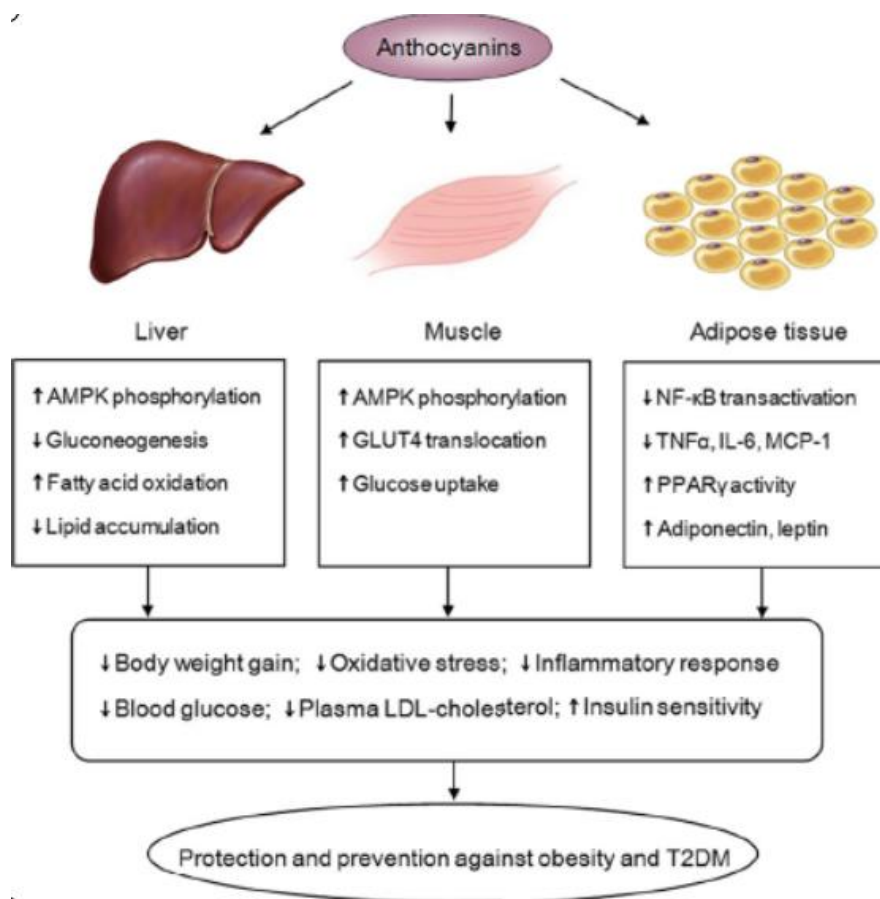 Anthocyanins
Liver
Muscle
Adipose tissue
↑AMPK phosphorylation
↓Gluconeogenesis
↑Fatty acid oxidation
↓Lipid accumulation
↑AMPK phosphorylation
↑GLUT4 translocation
↑Glucose uptake
↓NF-κB transactivation
↓TNFα, IL-6, MCP-1
↑PPARγ activity
↑Adiponectin, leptin
↓Body weight gain; ↓Oxidative stress; ↓Inflammatory response
↓Blood glucose; ↓Plasma LDL-cholesterol; ↑Insulin sensitivity
Protection and prevention against obesity and T2DM